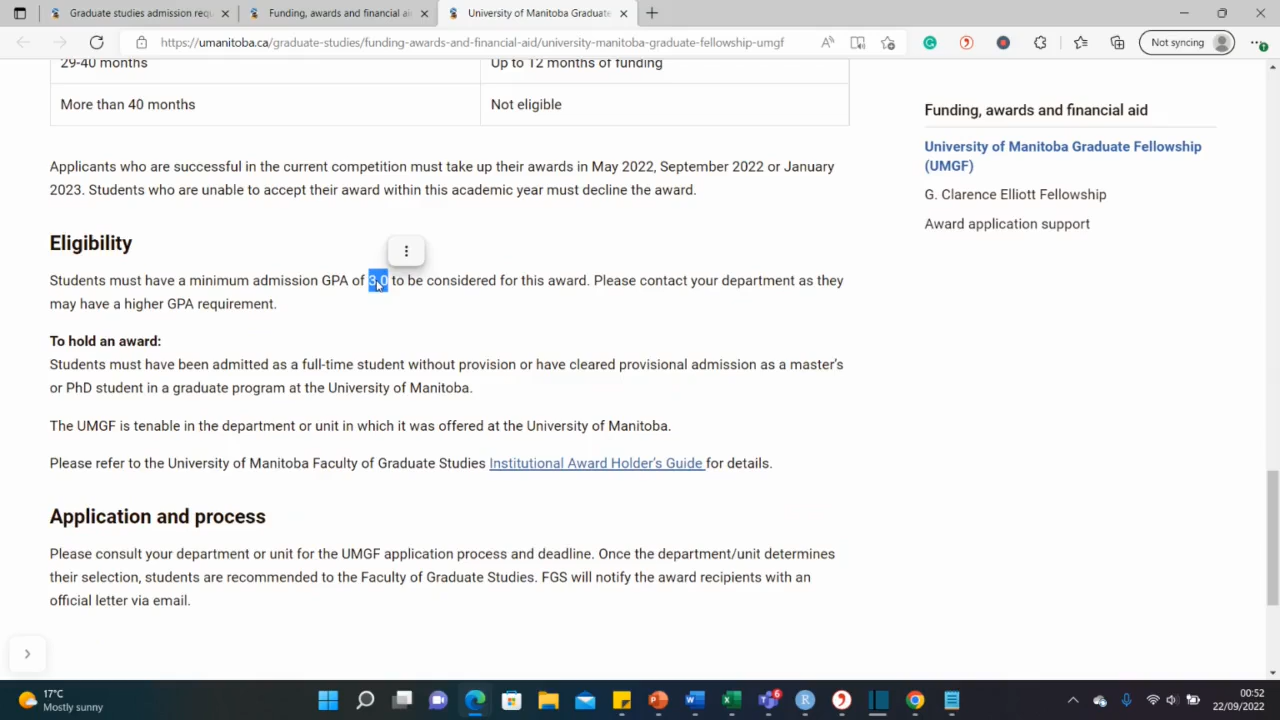 Graduate studies admission requ
Funding, awards and financial aid
University of Manitoba Graduate
https://umanitoba.ca/graduate-studies/funding-awards-and-financial-aid/university-manitoba-graduate-fellowship-umgf
Not syncing
29-40 months
Up to 12 months of funding
More than 40 months
Not eligible
Applicants who are successful in the current competition must take up their awards in May 2022, September 2022 or January
2023. Students who are unable to accept their award within this academic year must decline the award.
Eligibility
Students must have a minimum admission GPA of 3.0 to be considered for this award. Please contact your department as they
may have a higher GPA requirement.
To hold an award:
Students must have been admitted as a full-time student without provision or have cleared provisional admission as a master's
or PhD student in a graduate program at the University of Manitoba.
The UMGF is tenable in the department or unit in which it was offered at the University of Manitoba.
Please refer to the University of Manitoba Faculty of Graduate Studies Institutional Award Holder's Guide for details.
Application and process
Please consult your department or unit for the UMGF application process and deadline. Once the department/unit determines
their selection, students are recommended to the Faculty of Graduate Studies. FGS will notify the award recipients with an
official letter via email.
Funding, awards and financial aid
University of Manitoba Graduate Fellowship
(UMGF)
G. Clarence Elliott Fellowship
Award application support
17°C
Mostly sunny
6
00:52
22/09/2022